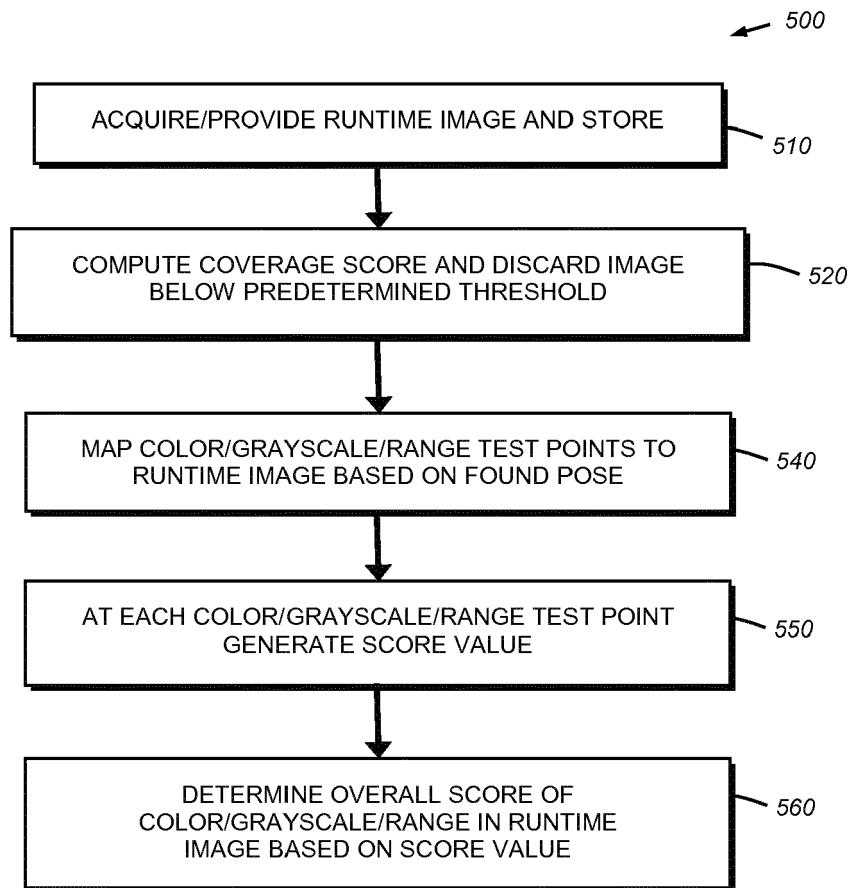 500
ACQUIRE/PROVIDE RUNTIME IMAGE AND STORE
510
COMPUTE COVERAGE SCORE AND DISCARD IMAGE
BELOW PREDETERMINED THRESHOLD
520
MAP COLOR/GRAYSCALE/RANGE TEST POINTS TO
RUNTIME IMAGE BASED ON FOUND POSE
540
AT EACH COLOR/GRAYSCALE/RANGE TEST POINT
GENERATE SCORE VALUE
550
DETERMINE OVERALL SCORE OF
COLOR/GRAYSCALE/RANGE IN RUNTIME
IMAGE BASED ON SCORE VALUE
560